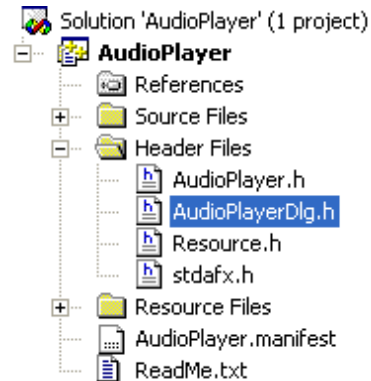 Solution 'AudioPlayer' (1 project)
AudioPlayer
References
Source Files
Header Files
AudioPlayer.h
AudioPlayerDlg.h
Resource.h
stdafx.h
Resource Files
AudioPlayer.manifest
ReadMe.txt